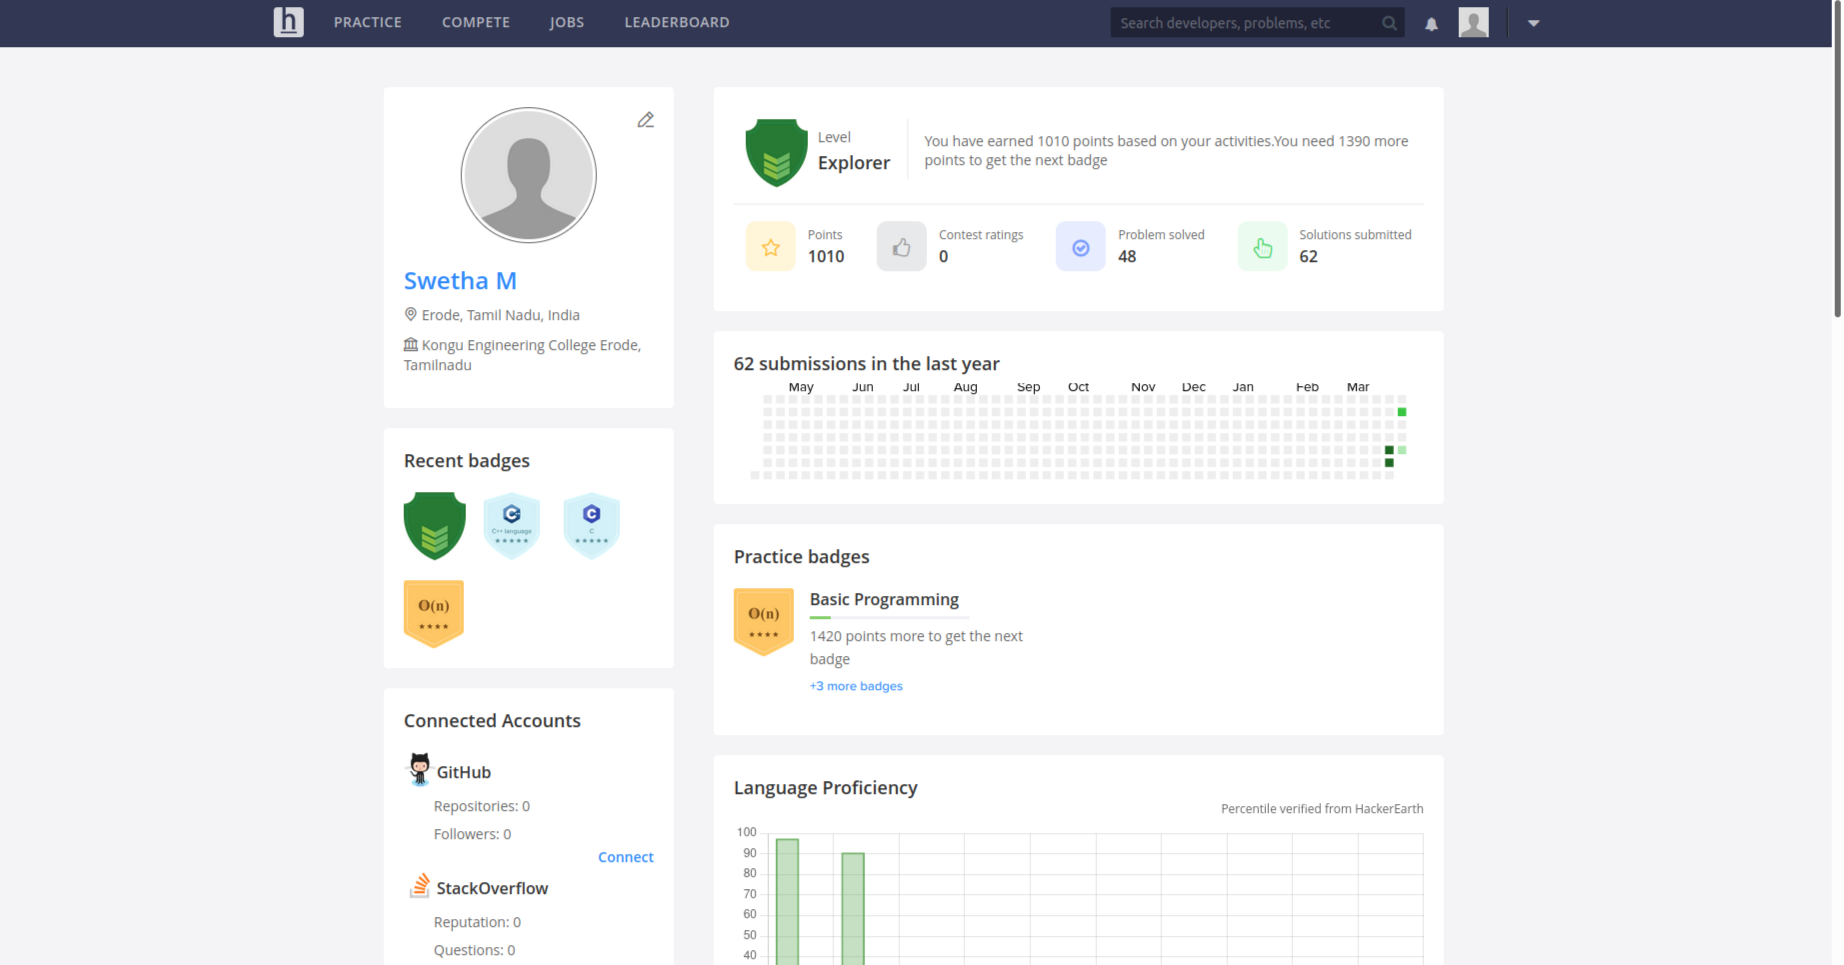 h PRACTICE COMPETE JOBS LEADERBOARD Search developers, problems, etc
Swetha M
Erode, Tamil Nadu, India
Kongu Engineering College Erode,
Tamilnadu
Recent badges
C++ language
C
O(n)
Connected Accounts
GitHub
Repositories: 0
Followers: 0
Connect
StackOverflow
Reputation: 0
Questions: 0
Level
Explorer
You have earned 1010 points based on your activities.You need 1390 more
points to get the next badge
Points
1010
Contest ratings
0
Problem solved
48
Solutions submitted
62
62 submissions in the last year
May Jun Jul Aug Sep Oct Nov Dec Jan Feb Mar
Practice badges
O(n)
Basic Programming
1420 points more to get the next
badge
+3 more badges
Language Proficiency
Percentile verified from HackerEarth
100
90
80
70
60
50
40